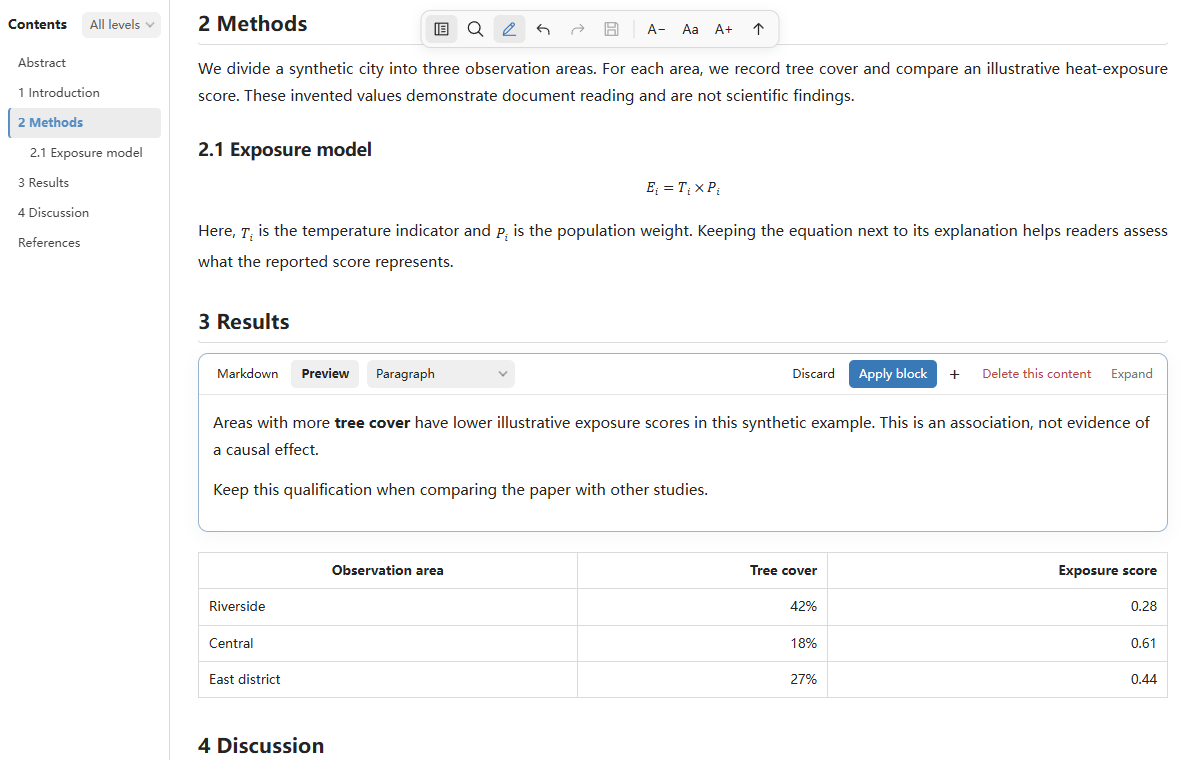 Contents All levels
Abstract
1 Introduction
2 Methods
2.1 Exposure model
3 Results
4 Discussion
References
A− Aa A+
2 Methods
We divide a synthetic city into three observation areas. For each area, we record tree cover and compare an illustrative heat-exposure
score. These invented values demonstrate document reading and are not scientific findings.
2.1 Exposure model
E_i = T_i × P_i
Here, T_i is the temperature indicator and P_i is the population weight. Keeping the equation next to its explanation helps readers assess
what the reported score represents.
3 Results
Markdown Preview Paragraph Discard Apply block + Delete this content Expand
Areas with more tree cover have lower illustrative exposure scores in this synthetic example. This is an association, not evidence of
a causal effect.
Keep this qualification when comparing the paper with other studies.
Observation area Tree cover Exposure score
Riverside 42% 0.28
Central 18% 0.61
East district 27% 0.44
4 Discussion